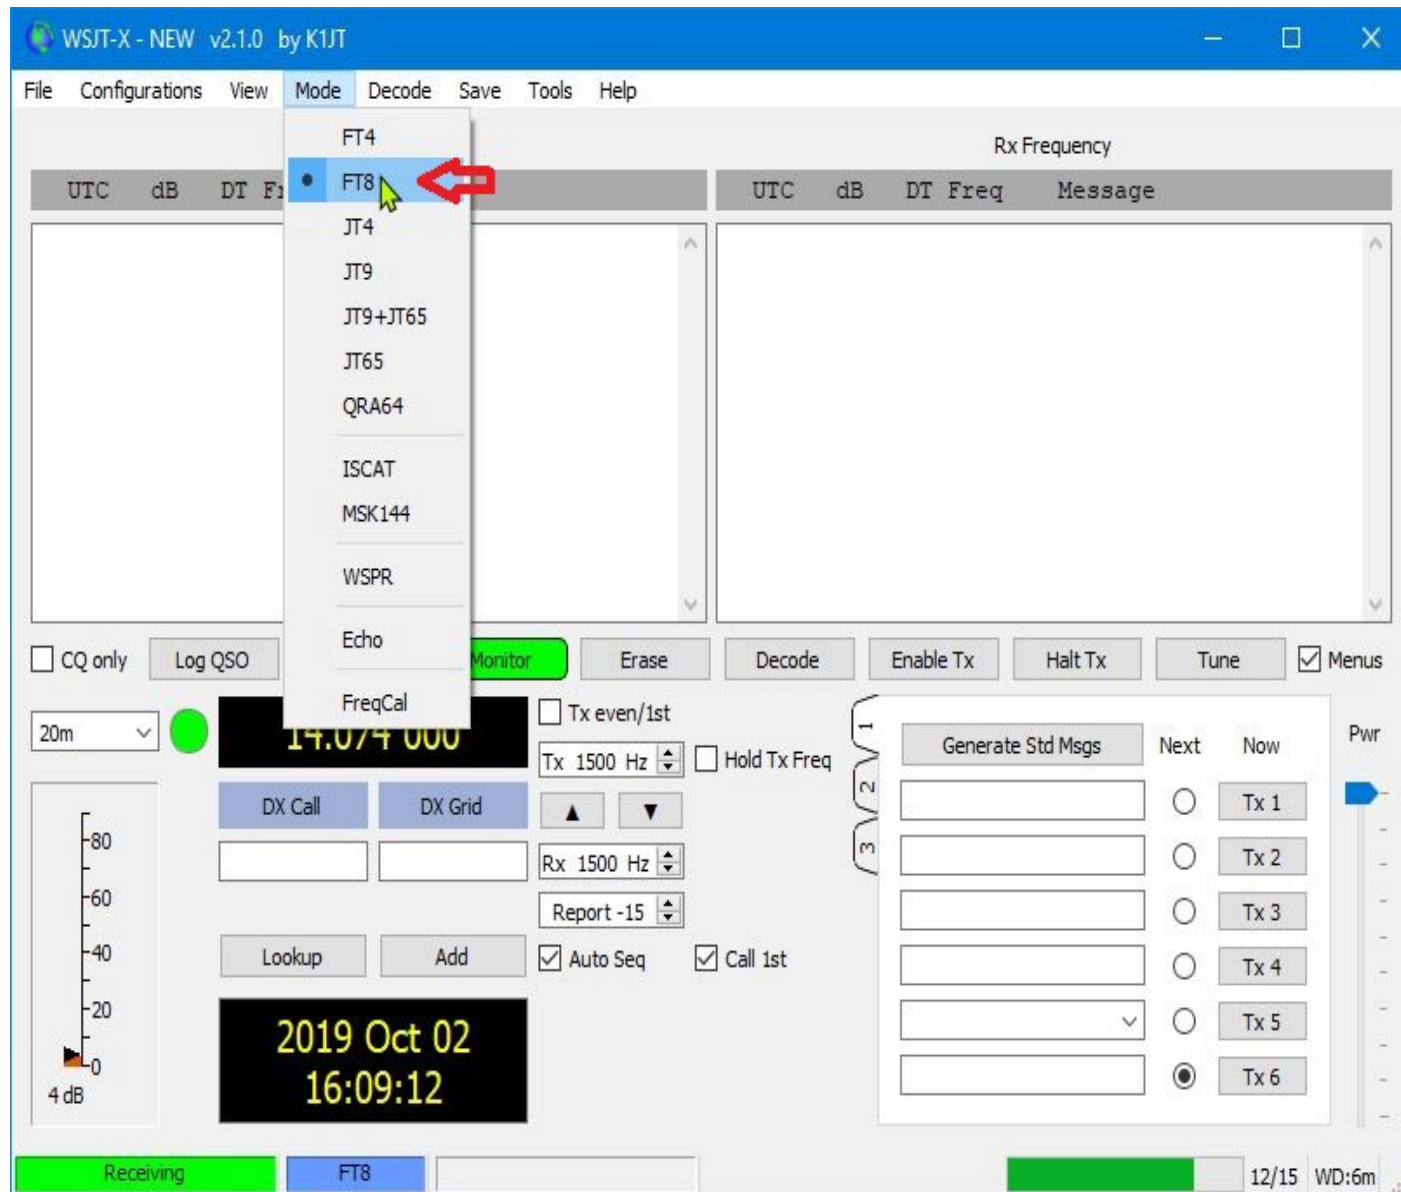 WSJT-X - NEW v2.1.0 by K1JT
File Configurations View Mode Decode Save Tools Help
FT4
FT8
JT4
JT9
JT9+JT65
JT65
QRA64
ISCAT
MSK144
WSPR
Echo
FreqCal
Rx Frequency
UTC dB DT
UTC dB DT Freq Message
CQ only Log QSO Monitor Erase Decode Enable Tx Halt Tx Tune Menus
20m
14.074 000
Tx even/1st
Tx 1500 Hz Hold Tx Freq
DX Call DX Grid
Rx 1500 Hz
Report -15
Lookup Add Auto Seq Call 1st
80
60
40
20
0
4 dB
2019 Oct 02
16:09:12
1
2
3
Generate Std Msgs Next Now
Tx 1
Tx 2
Tx 3
Tx 4
Tx 5
Tx 6
Pwr
Receiving FT8 12/15 WD:6m